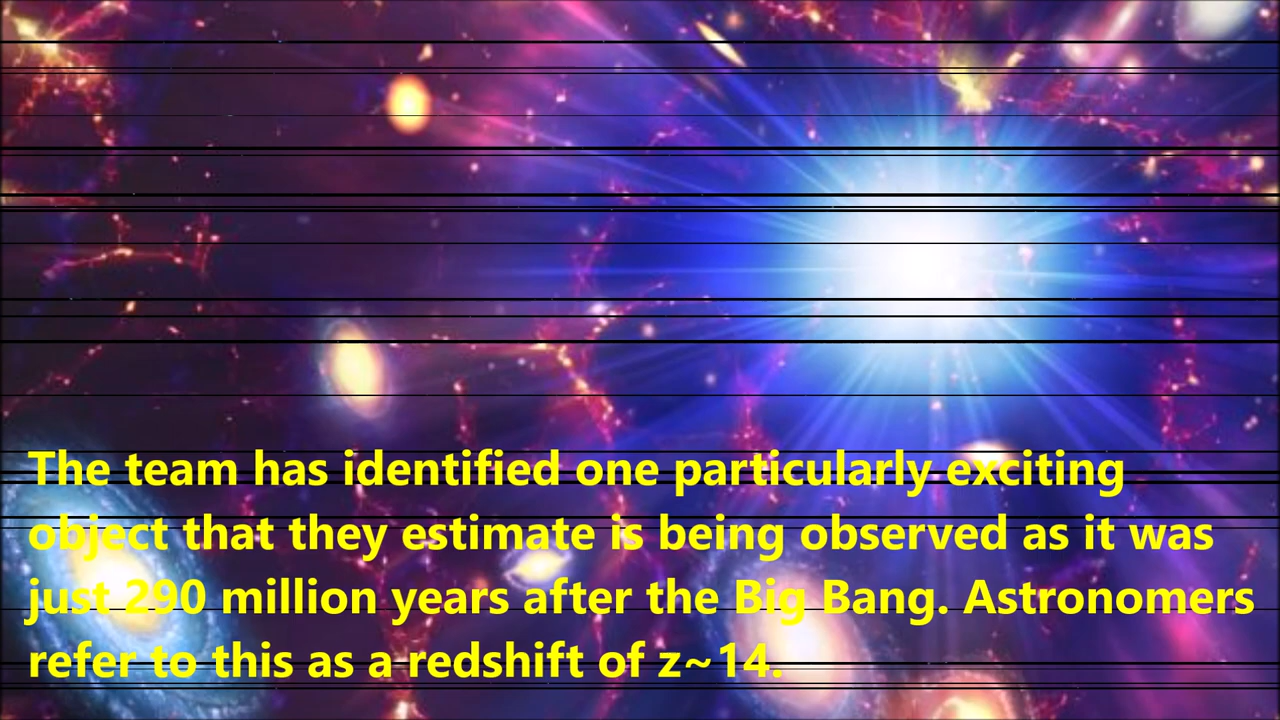 The team has identified one particularly exciting
object that they estimate is being observed as it was
just 290 million years after the Big Bang. Astronomers
refer to this as a redshift of z~14.